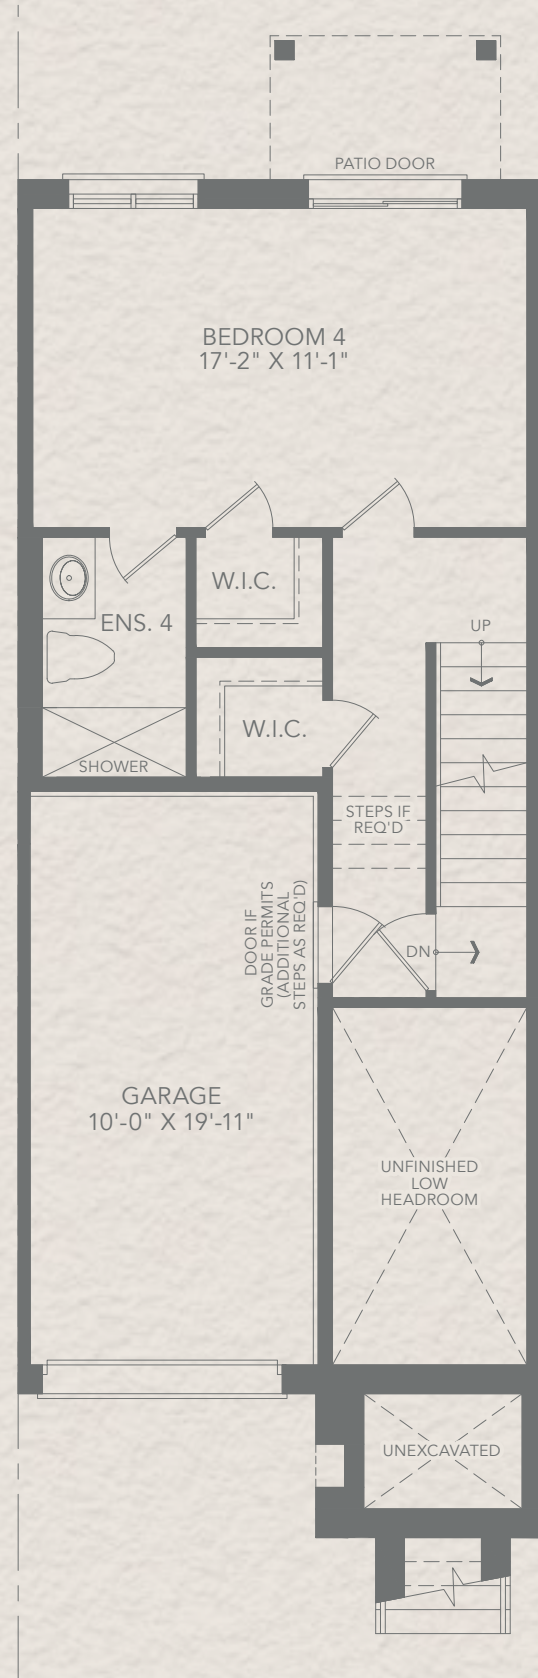 PATIO DOOR
BEDROOM 4
17'-2" X 11'-1"
W.I.C.
ENS. 4
UP
W.I.C.
SHOWER
STEPS IF
REQ'D
DOOR IF
GRADE PERMITS
(ADDITIONAL
STEPS AS REQ'D)
DN
GARAGE
10'-0" X 19'-11"
UNFINISHED
LOW
HEADROOM
UNEXCAVATED